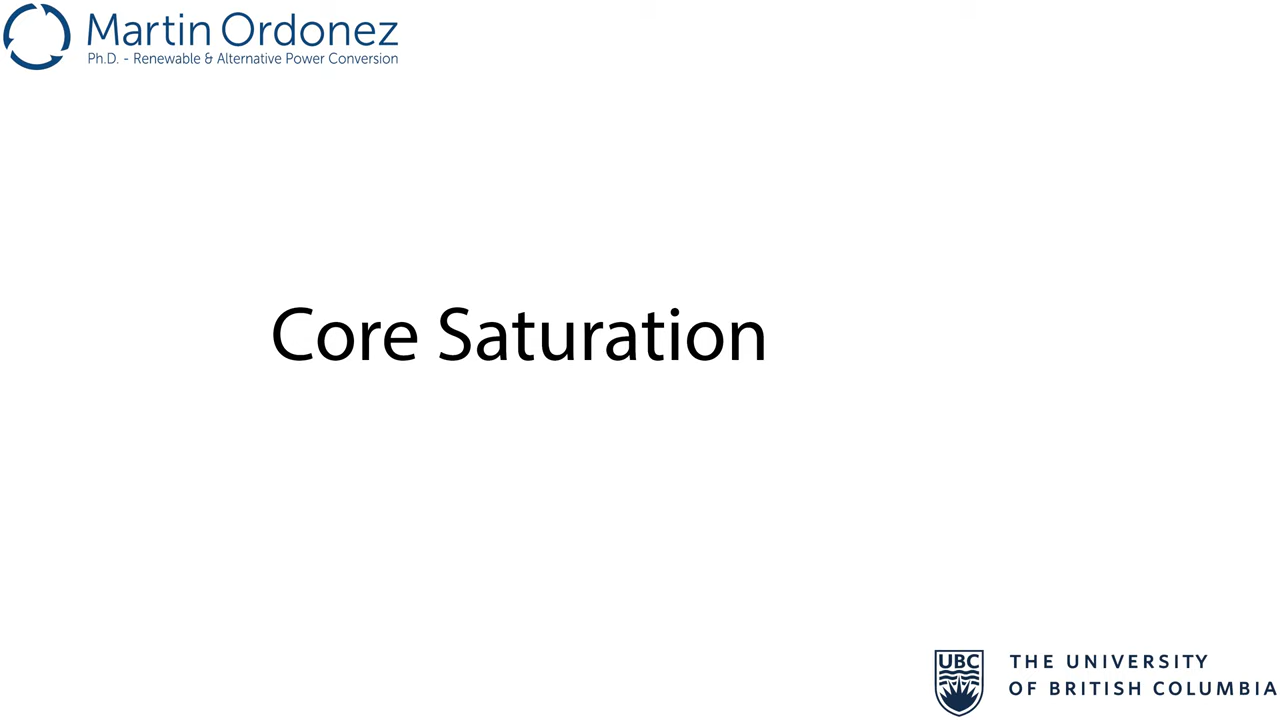 Martin Ordonez
Ph.D. - Renewable & Alternative Power Conversion
Core Saturation
UBC
THE UNIVERSITY
OF BRITISH COLUMBIA